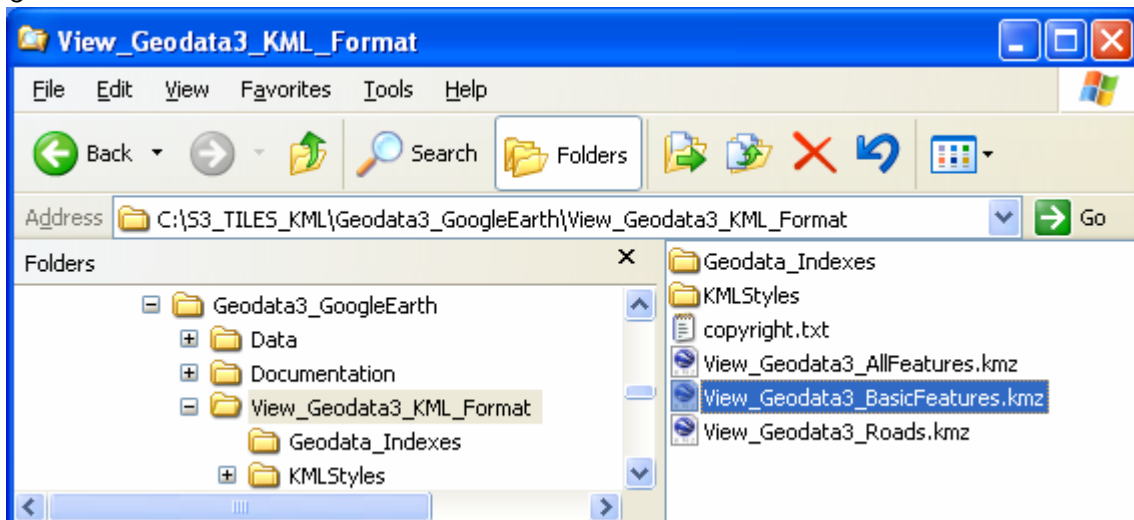 View_Geodata3_KML_Format
File Edit View Favorites Tools Help
Back Search Folders
Address C:\S3_TILES_KML\Geodata3_GoogleEarth\View_Geodata3_KML_Format Go
Folders
Geodata3_GoogleEarth
Data
Documentation
View_Geodata3_KML_Format
Geodata_Indexes
KMLStyles
Geodata_Indexes
KMLStyles
copyright.txt
View_Geodata3_AllFeatures.kmz
View_Geodata3_BasicFeatures.kmz
View_Geodata3_Roads.kmz